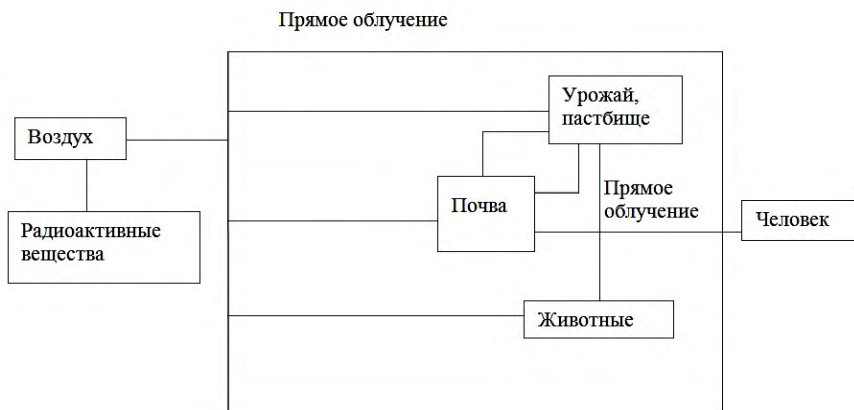 Прямое облучение
Урожай,
пастбище
Воздух
Почва
Прямое
облучение
Человек
Радиоактивные
вещества
Животные